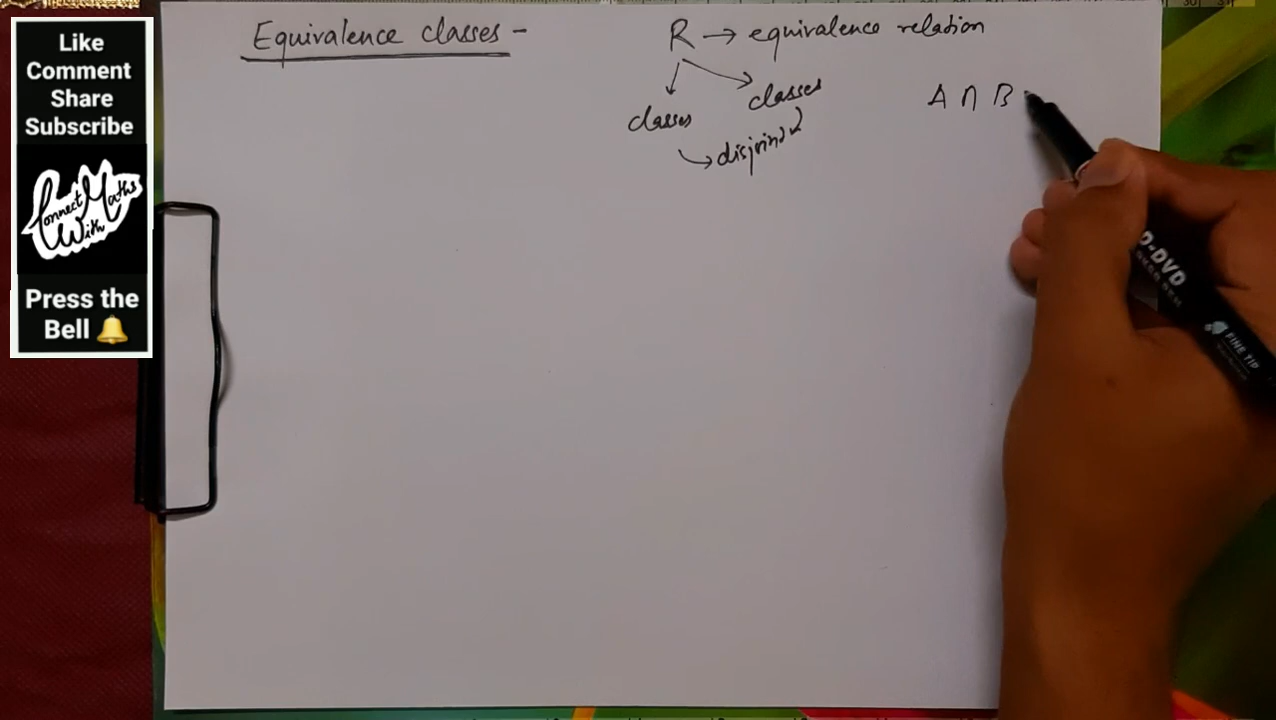 Like
Comment
Share
Subscribe
Connect
With
Maths
Press the
Bell 🔔
Equivalence classes -
R → equivalence relation
classes
classes
disjoind
A ∩ B
D-DVD
FINE TIP